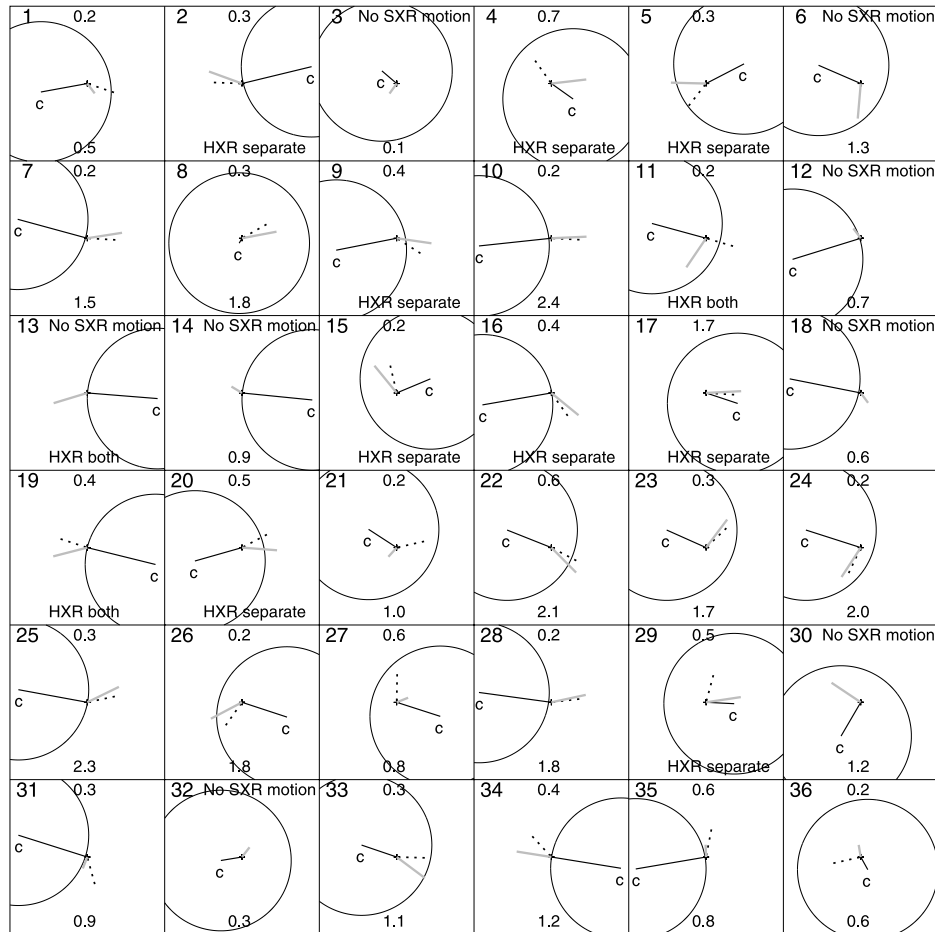 1 0.2 c 0.5
2 0.3 c HXR separate
3 No SXR motion c 0.1
4 0.7 c HXR separate
5 0.3 c HXR separate
6 No SXR motion c 1.3
7 0.2 c 1.5
8 0.3 c 1.8
9 0.4 c HXR separate
10 0.2 c 2.4
11 0.2 c HXR both
12 No SXR motion c 0.7
13 No SXR motion c HXR both
14 No SXR motion c 0.9
15 0.2 c HXR separate
16 0.4 c HXR separate
17 1.7 c HXR separate
18 No SXR motion c 0.6
19 0.4 c HXR both
20 0.5 c HXR separate
21 0.2 c 1.0
22 0.6 c 2.1
23 0.3 c 1.7
24 0.2 c 2.0
25 0.3 c 2.3
26 0.2 c 1.8
27 0.6 c 0.8
28 0.2 c 1.8
29 0.5 c HXR separate
30 No SXR motion c 1.2
31 0.3 c 0.9
32 No SXR motion c 0.3
33 0.3 c 1.1
34 0.4 c 1.2
35 0.6 c 0.8
36 0.2 c 0.6